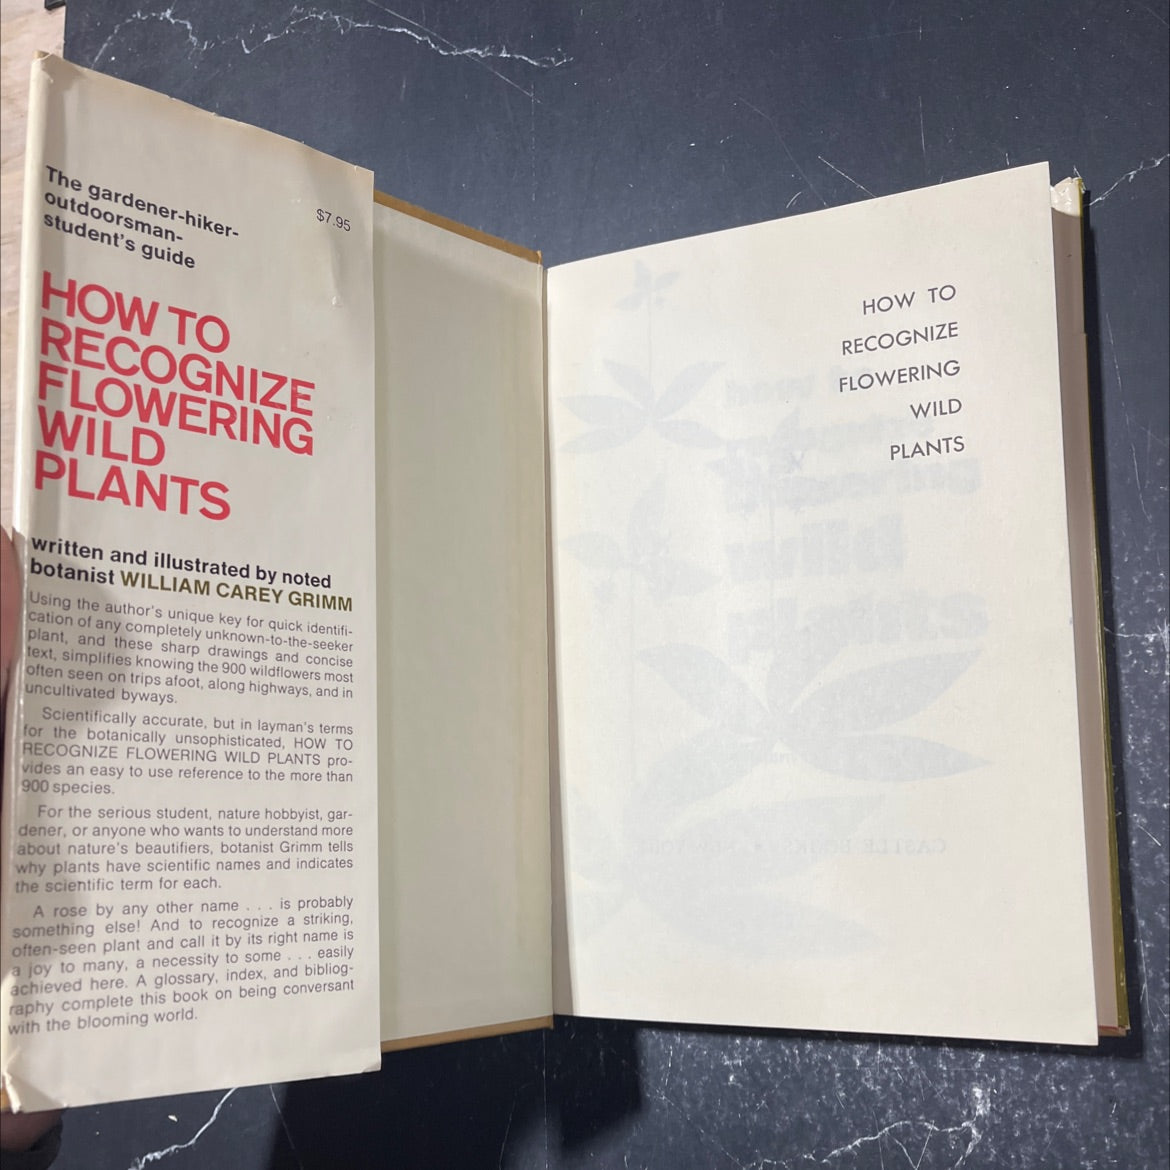 The gardener-hiker-
outdoorsman-
student's guide
$7.95
HOW TO
RECOGNIZE
FLOWERING
WILD
PLANTS
written and illustrated by noted
botanist WILLIAM CAREY GRIMM
Using the author's unique key for quick identifi-
cation of any completely unknown-to-the-seeker
plant, and these sharp drawings and concise
text, simplifies knowing the 900 wildflowers most
often seen on trips afoot, along highways, and in
uncultivated byways.
Scientifically accurate, but in layman's terms
for the botanically unsophisticated, HOW TO
RECOGNIZE FLOWERING WILD PLANTS pro-
vides an easy to use reference to the more than
900 species.
For the serious student, nature hobbyist, gar-
dener, or anyone who wants to understand more
about nature's beautifiers, botanist Grimm tells
why plants have scientific names and indicates
the scientific term for each.
A rose by any other name . . . is probably
something else! And to recognize a striking,
often-seen plant and call it by its right name is
a joy to many, a necessity to some . . . easily
achieved here. A glossary, index, and bibliog-
raphy complete this book on being conversant
with the blooming world.
HOW TO
RECOGNIZE
FLOWERING
WILD
PLANTS